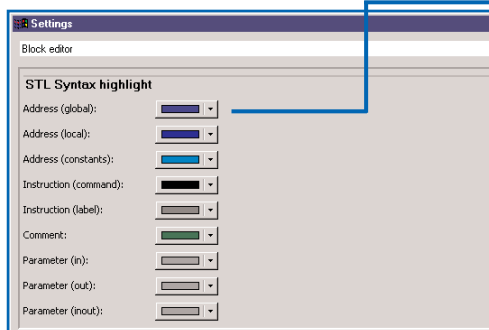 Settings
Block editor
STL Syntax highlight
Address (global):
Address (local):
Address (constants):
Instruction (command):
Instruction (label):
Comment:
Parameter (in):
Parameter (out):
Parameter (inout):